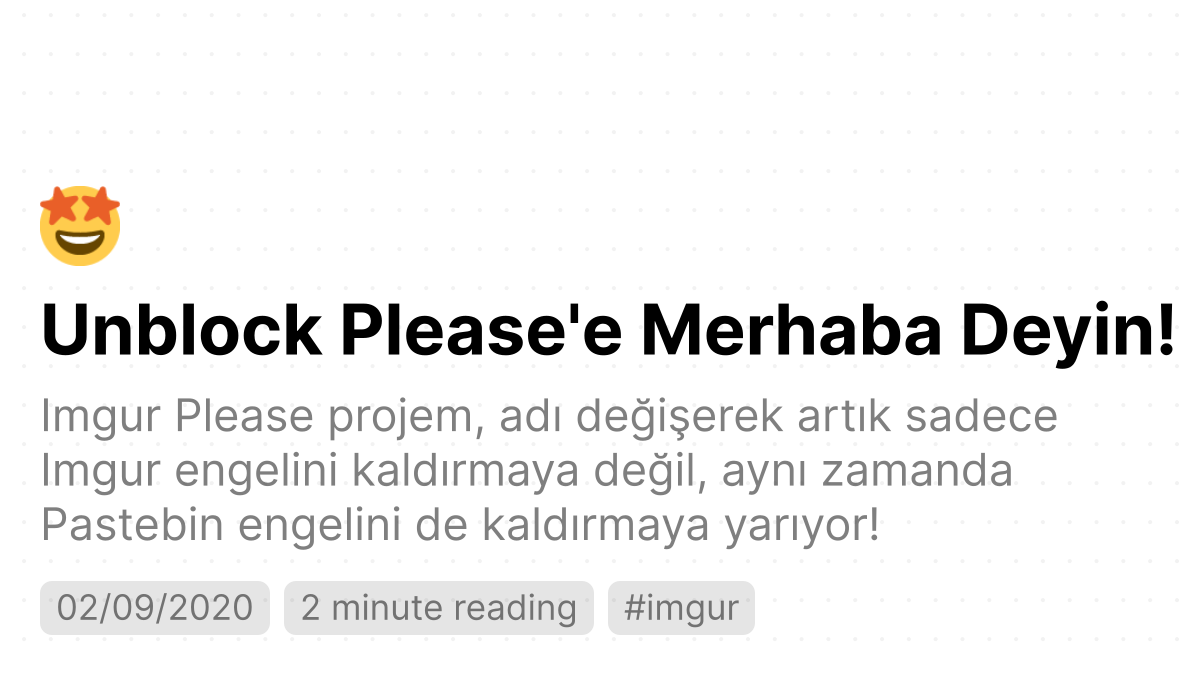 Unblock Please'e Merhaba Deyin!
Imgur Please projem, adı değişerek artık sadece
Imgur engelini kaldırmaya değil, aynı zamanda
Pastebin engelini de kaldırmaya yarıyor!
02/09/2020 2 minute reading #imgur